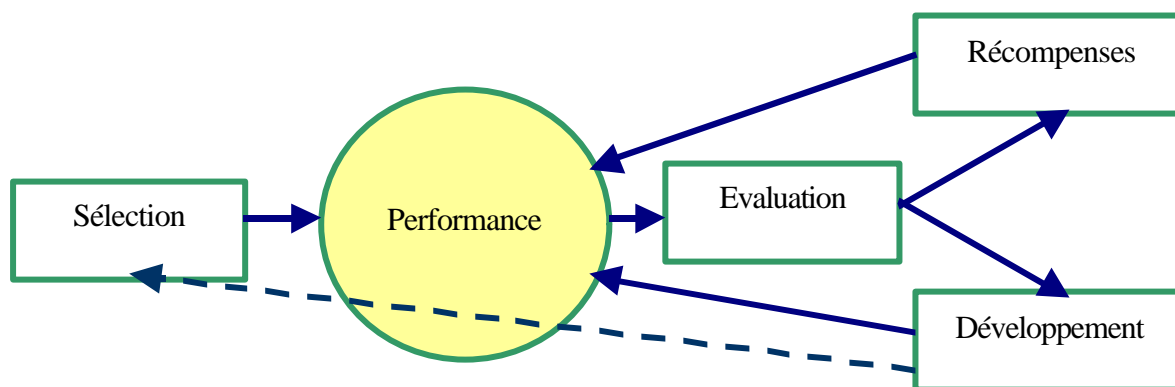 Récompenses
Sélection
Performance
Evaluation
Développement